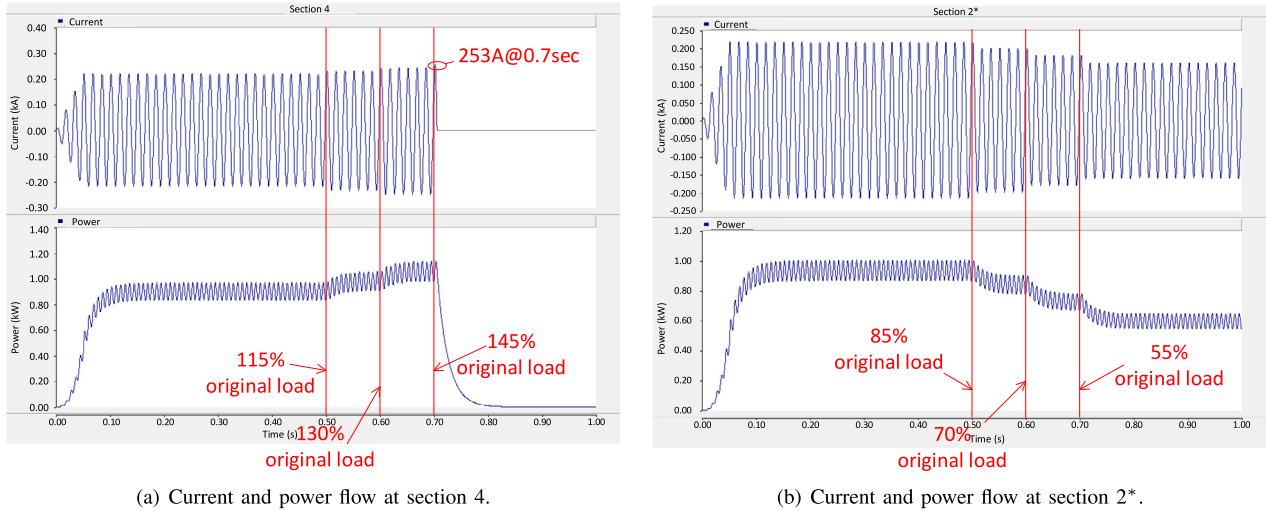 Section 4
Current
0.40
0.30
0.20
0.10
0.00
-0.10
-0.20
-0.30
Current (kA)
253A@0.7sec
Power
1.40
1.20
1.00
0.80
0.60
0.40
0.20
0.00
Power (kW)
115%
original load
145%
original load
130%
original load
0.00 0.10 0.20 0.30 0.40 0.50 0.60 0.70 0.80 0.90 1.00
Time (s)
(a) Current and power flow at section 4.
Section 2*
Current
0.250
0.200
0.150
0.100
0.050
0.000
-0.050
-0.100
-0.150
-0.200
-0.250
Current (kA)
Power
1.20
1.00
0.80
0.60
0.40
0.20
0.00
Power (kW)
85%
original load
55%
original load
70%
original load
0.00 0.10 0.20 0.30 0.40 0.50 0.60 0.70 0.80 0.90 1.00
Time (s)
(b) Current and power flow at section 2*.